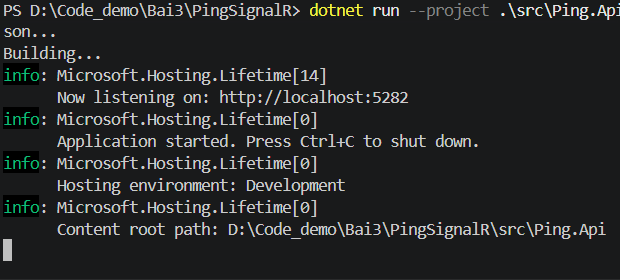 PS D:\Code_demo\Bai3\PingSignalR> dotnet run --project .\src\Ping.Api
son...
Building...
info: Microsoft.Hosting.Lifetime[14]
      Now listening on: http://localhost:5282
info: Microsoft.Hosting.Lifetime[0]
      Application started. Press Ctrl+C to shut down.
info: Microsoft.Hosting.Lifetime[0]
      Hosting environment: Development
info: Microsoft.Hosting.Lifetime[0]
      Content root path: D:\Code_demo\Bai3\PingSignalR\src\Ping.Api